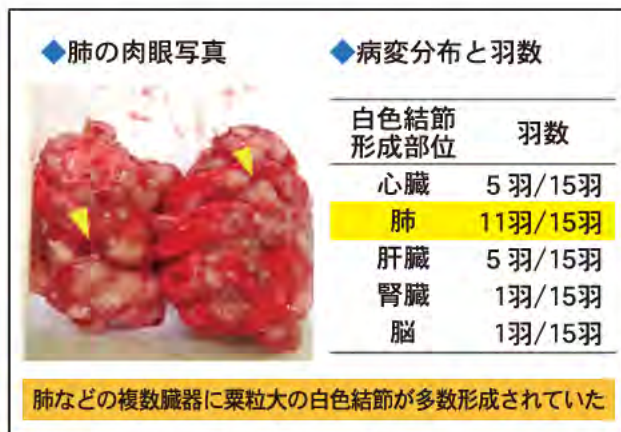 ◆肺の肉眼写真
◆病変分布と羽数
白色結節
形成部位 羽数
心臓 5羽/15羽
肺 11羽/15羽
肝臓 5羽/15羽
腎臓 1羽/15羽
脳 1羽/15羽
肺などの複数臓器に粟粒大の白色結節が多数形成されていた